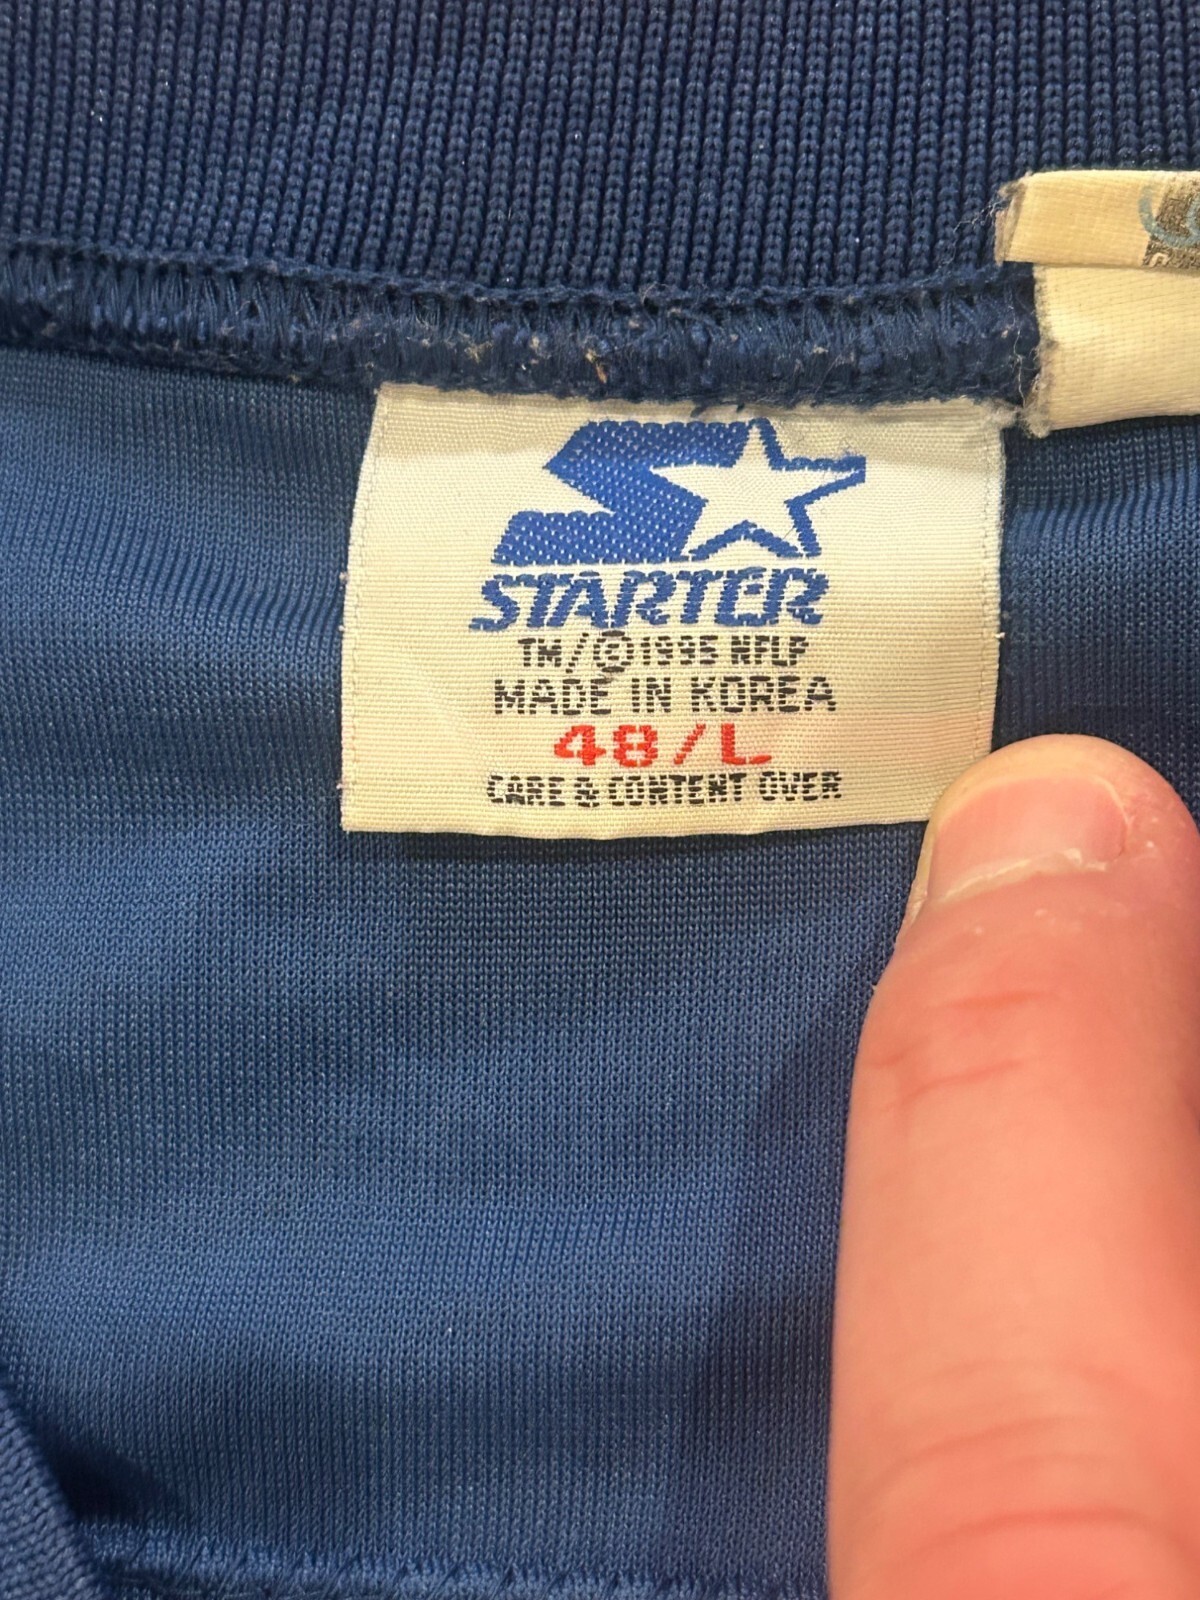 STARTER
TM/©1995 NFLP
MADE IN KOREA
48/L
CARE & CONTENT OVER